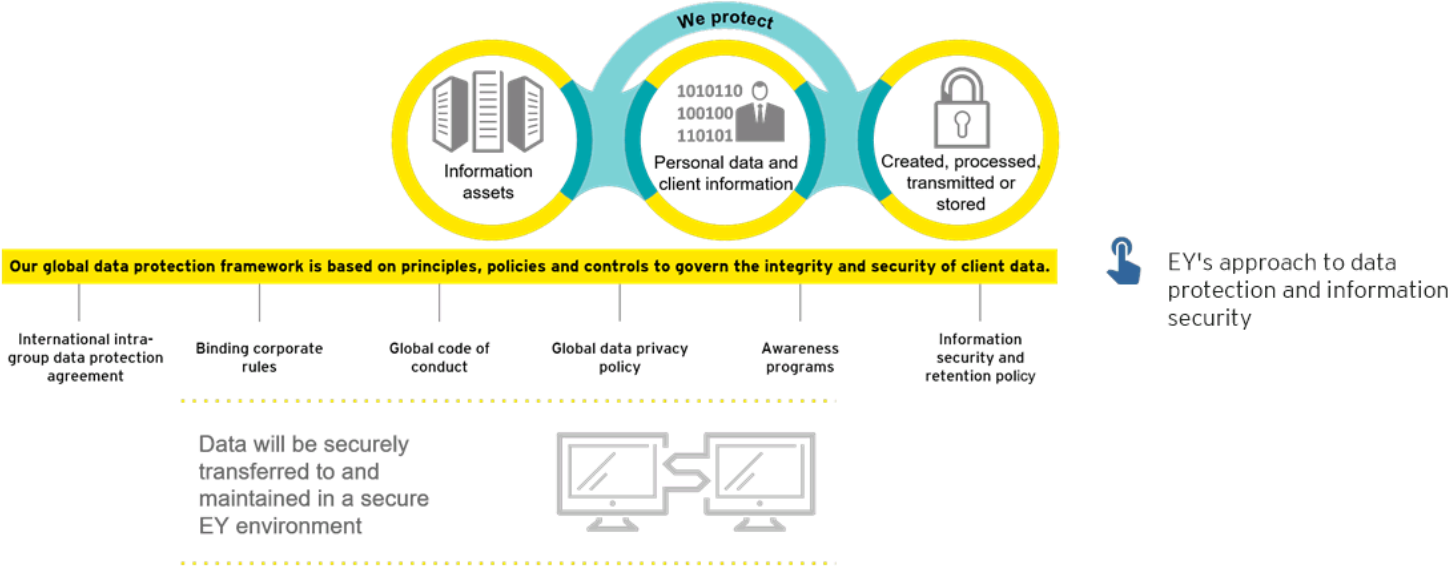 We protect
Information
assets
1010110
100100
110101
Personal data and
client information
Created, processed,
transmitted or
stored
Our global data protection framework is based on principles, policies and controls to govern the integrity and security of client data.
International intra-
group data protection
agreement
Binding corporate
rules
Global code of
conduct
Global data privacy
policy
Awareness
programs
Information
security and
retention policy
EY's approach to data
protection and information
security
Data will be securely
transferred to and
maintained in a secure
EY environment